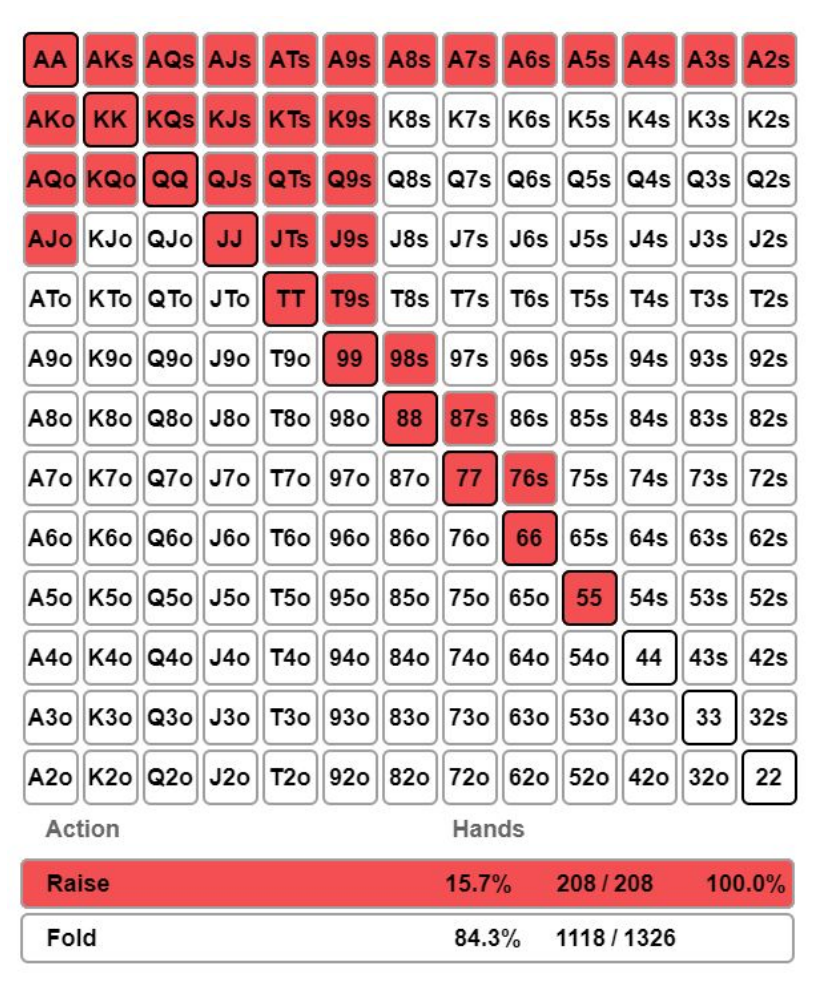 AA AKs AQs AJs ATs A9s A8s A7s A6s A5s A4s A3s A2s
AKo KK KQs KJs KTs K9s K8s K7s K6s K5s K4s K3s K2s
AQo KQo QQ QJs QTs Q9s Q8s Q7s Q6s Q5s Q4s Q3s Q2s
AJo KJo QJo JJ JTs J9s J8s J7s J6s J5s J4s J3s J2s
ATo KTo QTo JTo TT T9s T8s T7s T6s T5s T4s T3s T2s
A9o K9o Q9o J9o T9o 99 98s 97s 96s 95s 94s 93s 92s
A8o K8o Q8o J8o T8o 98o 88 87s 86s 85s 84s 83s 82s
A7o K7o Q7o J7o T7o 97o 87o 77 76s 75s 74s 73s 72s
A6o K6o Q6o J6o T6o 96o 86o 76o 66 65s 64s 63s 62s
A5o K5o Q5o J5o T5o 95o 85o 75o 65o 55 54s 53s 52s
A4o K4o Q4o J4o T4o 94o 84o 74o 64o 54o 44 43s 42s
A3o K3o Q3o J3o T3o 93o 83o 73o 63o 53o 43o 33 32s
A2o K2o Q2o J2o T2o 92o 82o 72o 62o 52o 42o 32o 22
Action Hands
Raise 15.7% 208 / 208 100.0%
Fold 84.3% 1118 / 1326